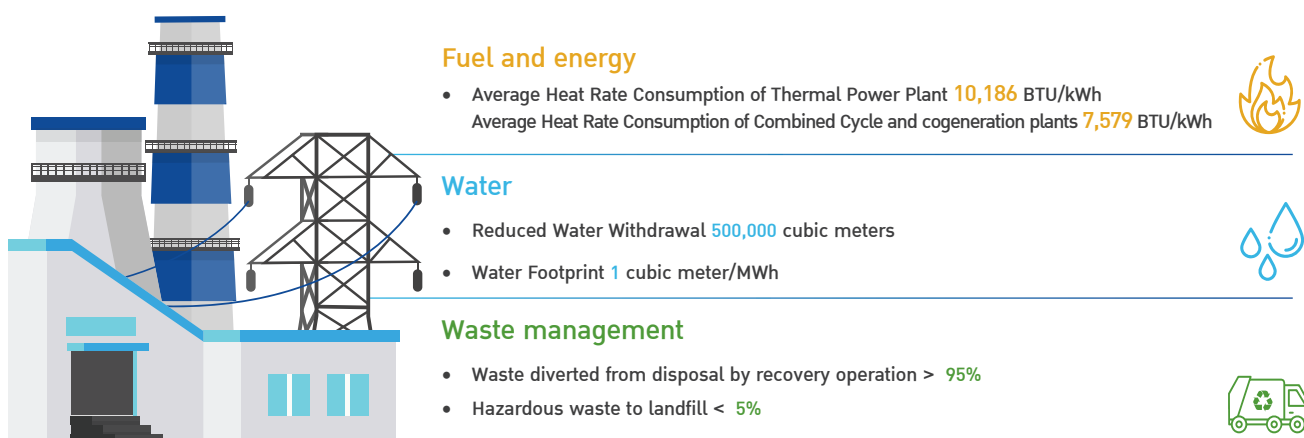 Fuel and energy
• Average Heat Rate Consumption of Thermal Power Plant 10,186 BTU/kWh
Average Heat Rate Consumption of Combined Cycle and cogeneration plants 7,579 BTU/kWh
Water
• Reduced Water Withdrawal 500,000 cubic meters
• Water Footprint 1 cubic meter/MWh
Waste management
• Waste diverted from disposal by recovery operation > 95%
• Hazardous waste to landfill < 5%